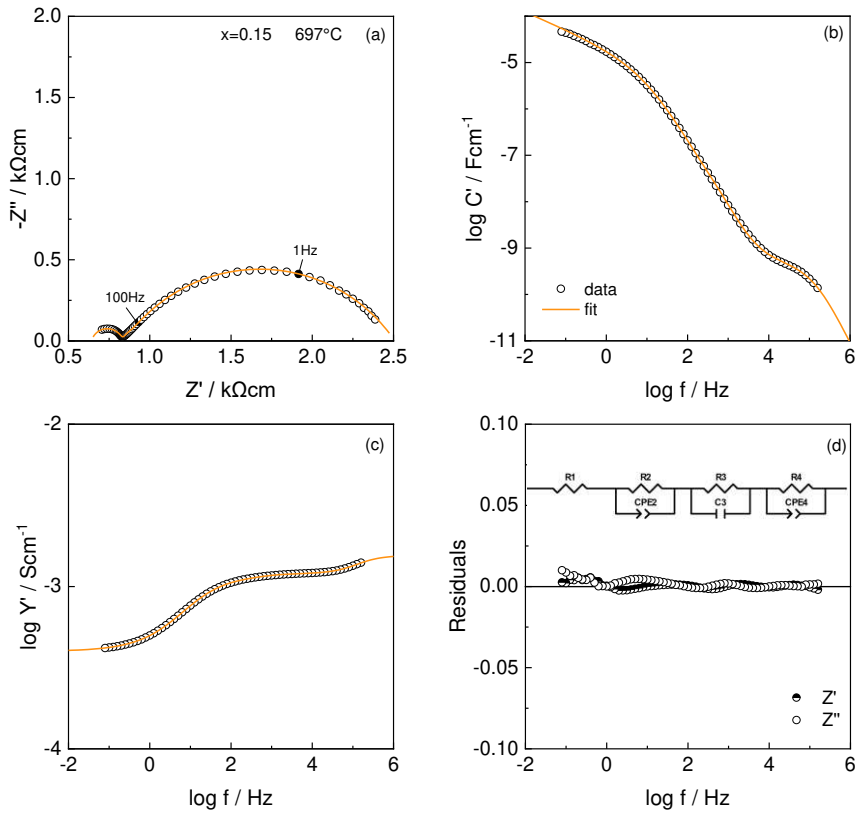 x=0.15 697°C (a)
2.0
1.5
1.0
0.5
0.0
-Z'' / kΩcm
100Hz
1Hz
0.5 1.0 1.5 2.0 2.5
Z' / kΩcm
(b)
-5
-7
-9
-11
log C' / Fcm-1
data
fit
-2 0 2 4 6
log f / Hz
(c)
-2
-3
-4
log Y' / Scm-1
-2 0 2 4 6
log f / Hz
(d)
0.10
0.05
0.00
-0.05
-0.10
Residuals
R1 R2 R3 R4
CPE2 C3 CPE4
Z'
Z''
-2 0 2 4 6
log f / Hz